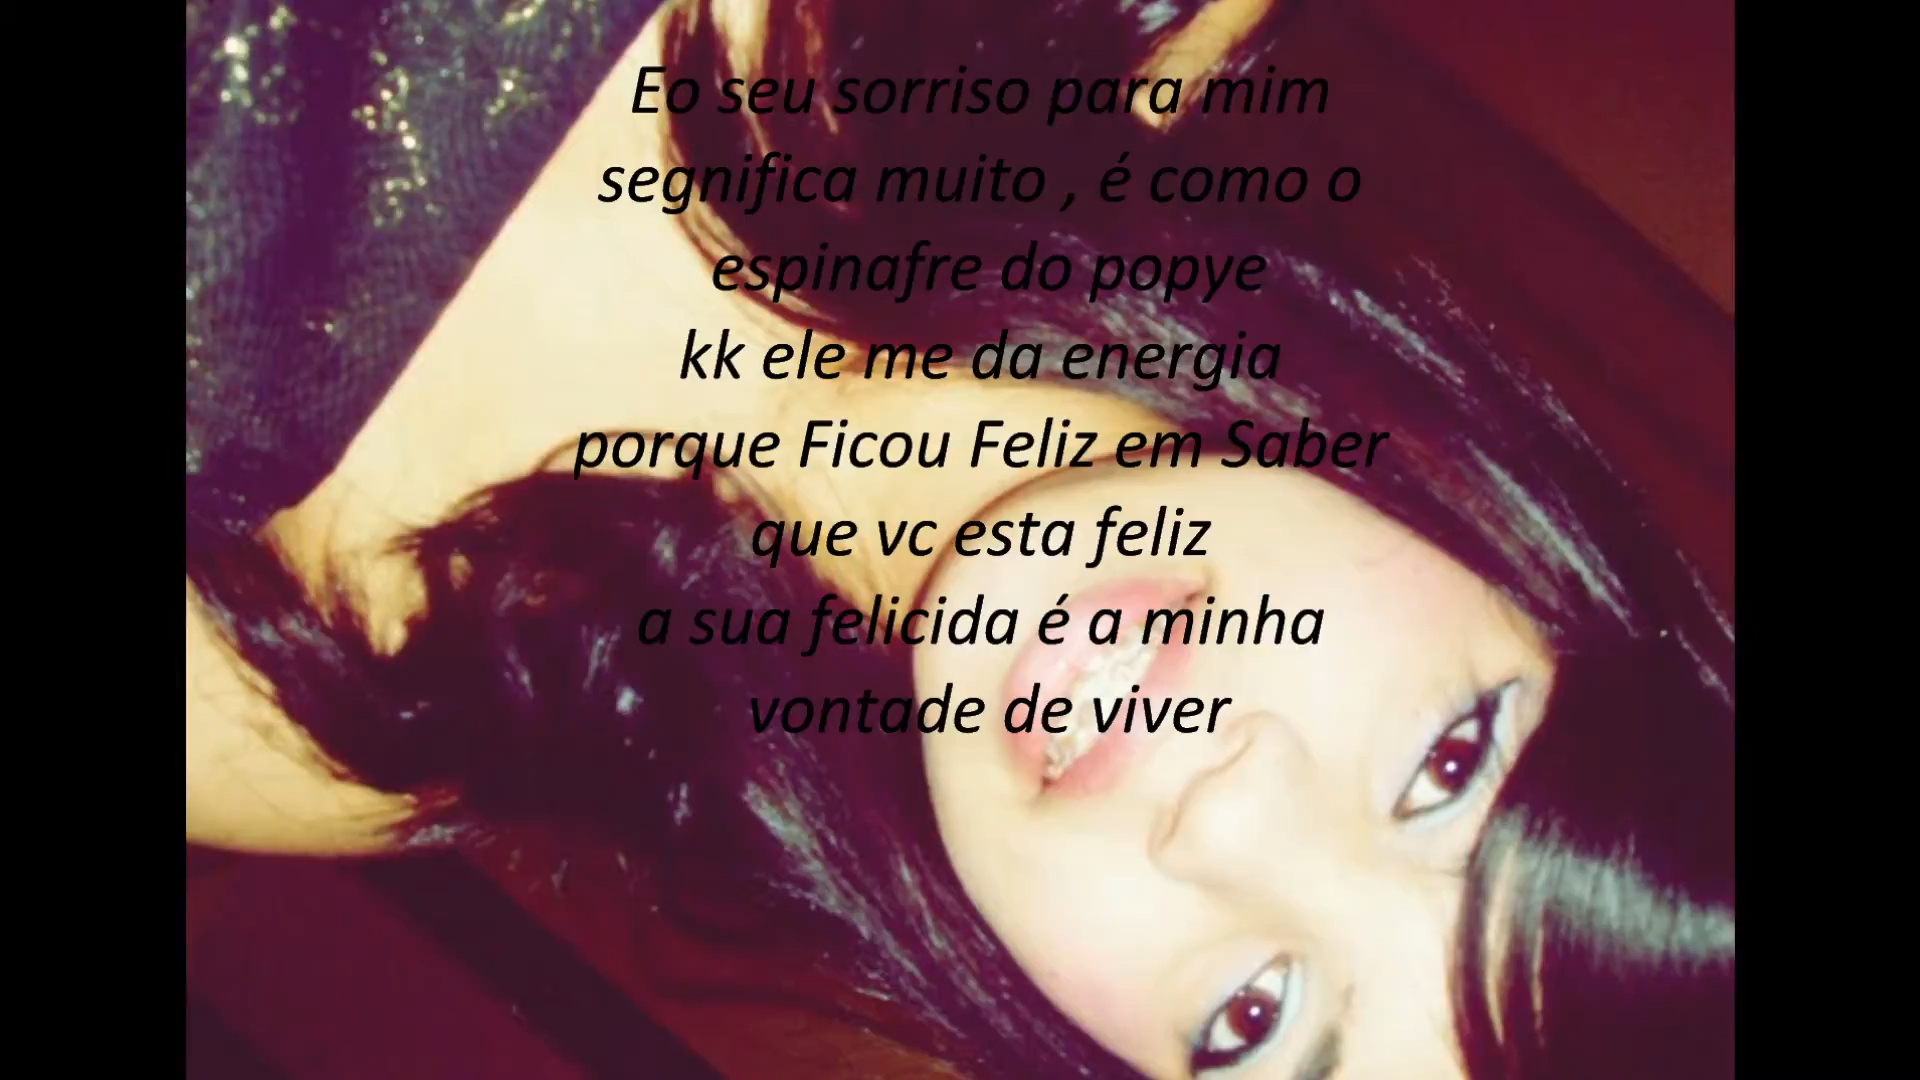 Eo seu sorriso para mim
segnifica muito , é como o
espinafre do popye
kk ele me da energia
porque Ficou Feliz em Saber
que vc esta feliz
a sua felicida é a minha
vontade de viver